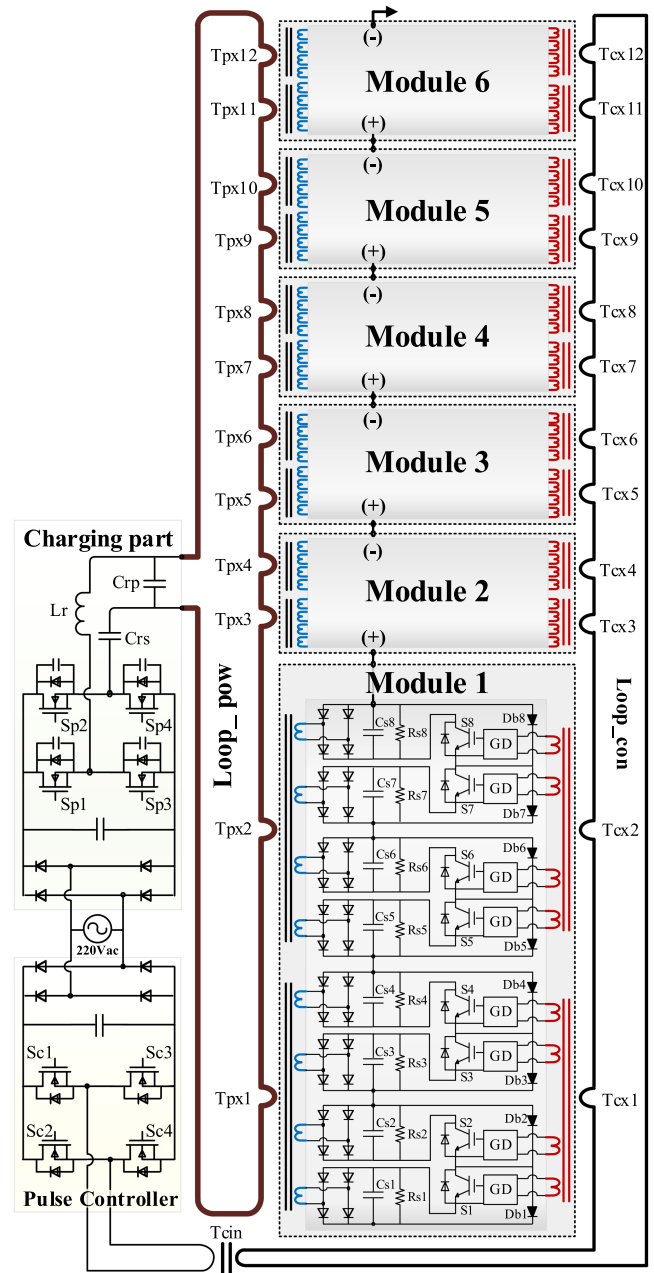 (-)
Module 6
(+)
(-)
Module 5
(+)
(-)
Module 4
(+)
(-)
Module 3
(+)
(-)
Module 2
(+)
Module 1
Tpx12
Tpx11
Tpx10
Tpx9
Tpx8
Tpx7
Tpx6
Tpx5
Tpx4
Tpx3
Tpx2
Tpx1
Tcx12
Tcx11
Tcx10
Tcx9
Tcx8
Tcx7
Tcx6
Tcx5
Tcx4
Tcx3
Tcx2
Tcx1
Loop_pow
Loop_con
Charging part
Crp
Lr
Crs
Sp2
Sp4
Sp1
Sp3
220Vac
Sc1
Sc3
Sc2
Sc4
Pulse Controller
Tcin
Cs8
Rs8
S8
GD
Db8
Cs7
Rs7
S7
GD
Db7
Cs6
Rs6
S6
GD
Db6
Cs5
Rs5
S5
GD
Db5
Cs4
Rs4
S4
GD
Db4
Cs3
Rs3
S3
GD
Db3
Cs2
Rs2
S2
GD
Db2
Cs1
Rs1
S1
GD
Db1